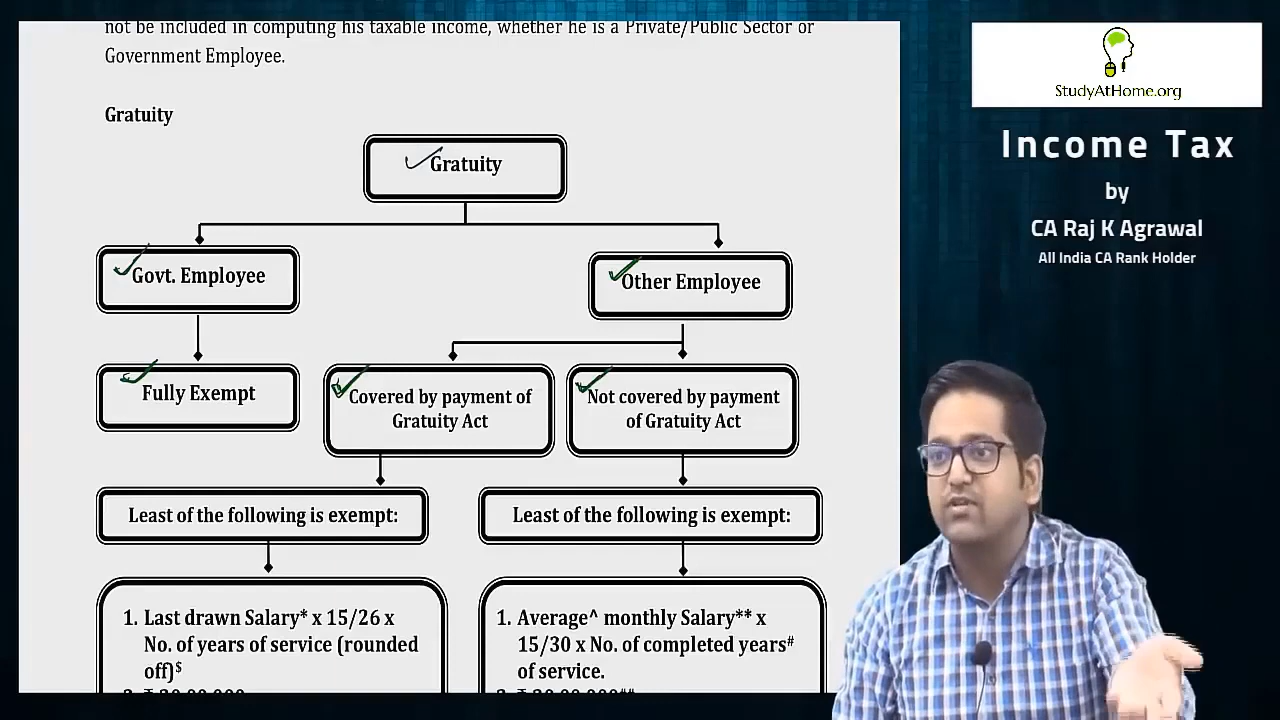 not be included in computing his taxable income, whether he is a Private/Public Sector or
Government Employee.
Gratuity
Gratuity
Govt. Employee
Other Employee
Fully Exempt
Covered by payment of
Gratuity Act
Not covered by payment
of Gratuity Act
Least of the following is exempt:
Least of the following is exempt:
1. Last drawn Salary* x 15/26 x
No. of years of service (rounded
off)$
1. Average^ monthly Salary** x
15/30 x No. of completed years#
of service.
StudyAtHome.org
Income Tax
by
CA Raj K Agrawal
All India CA Rank Holder